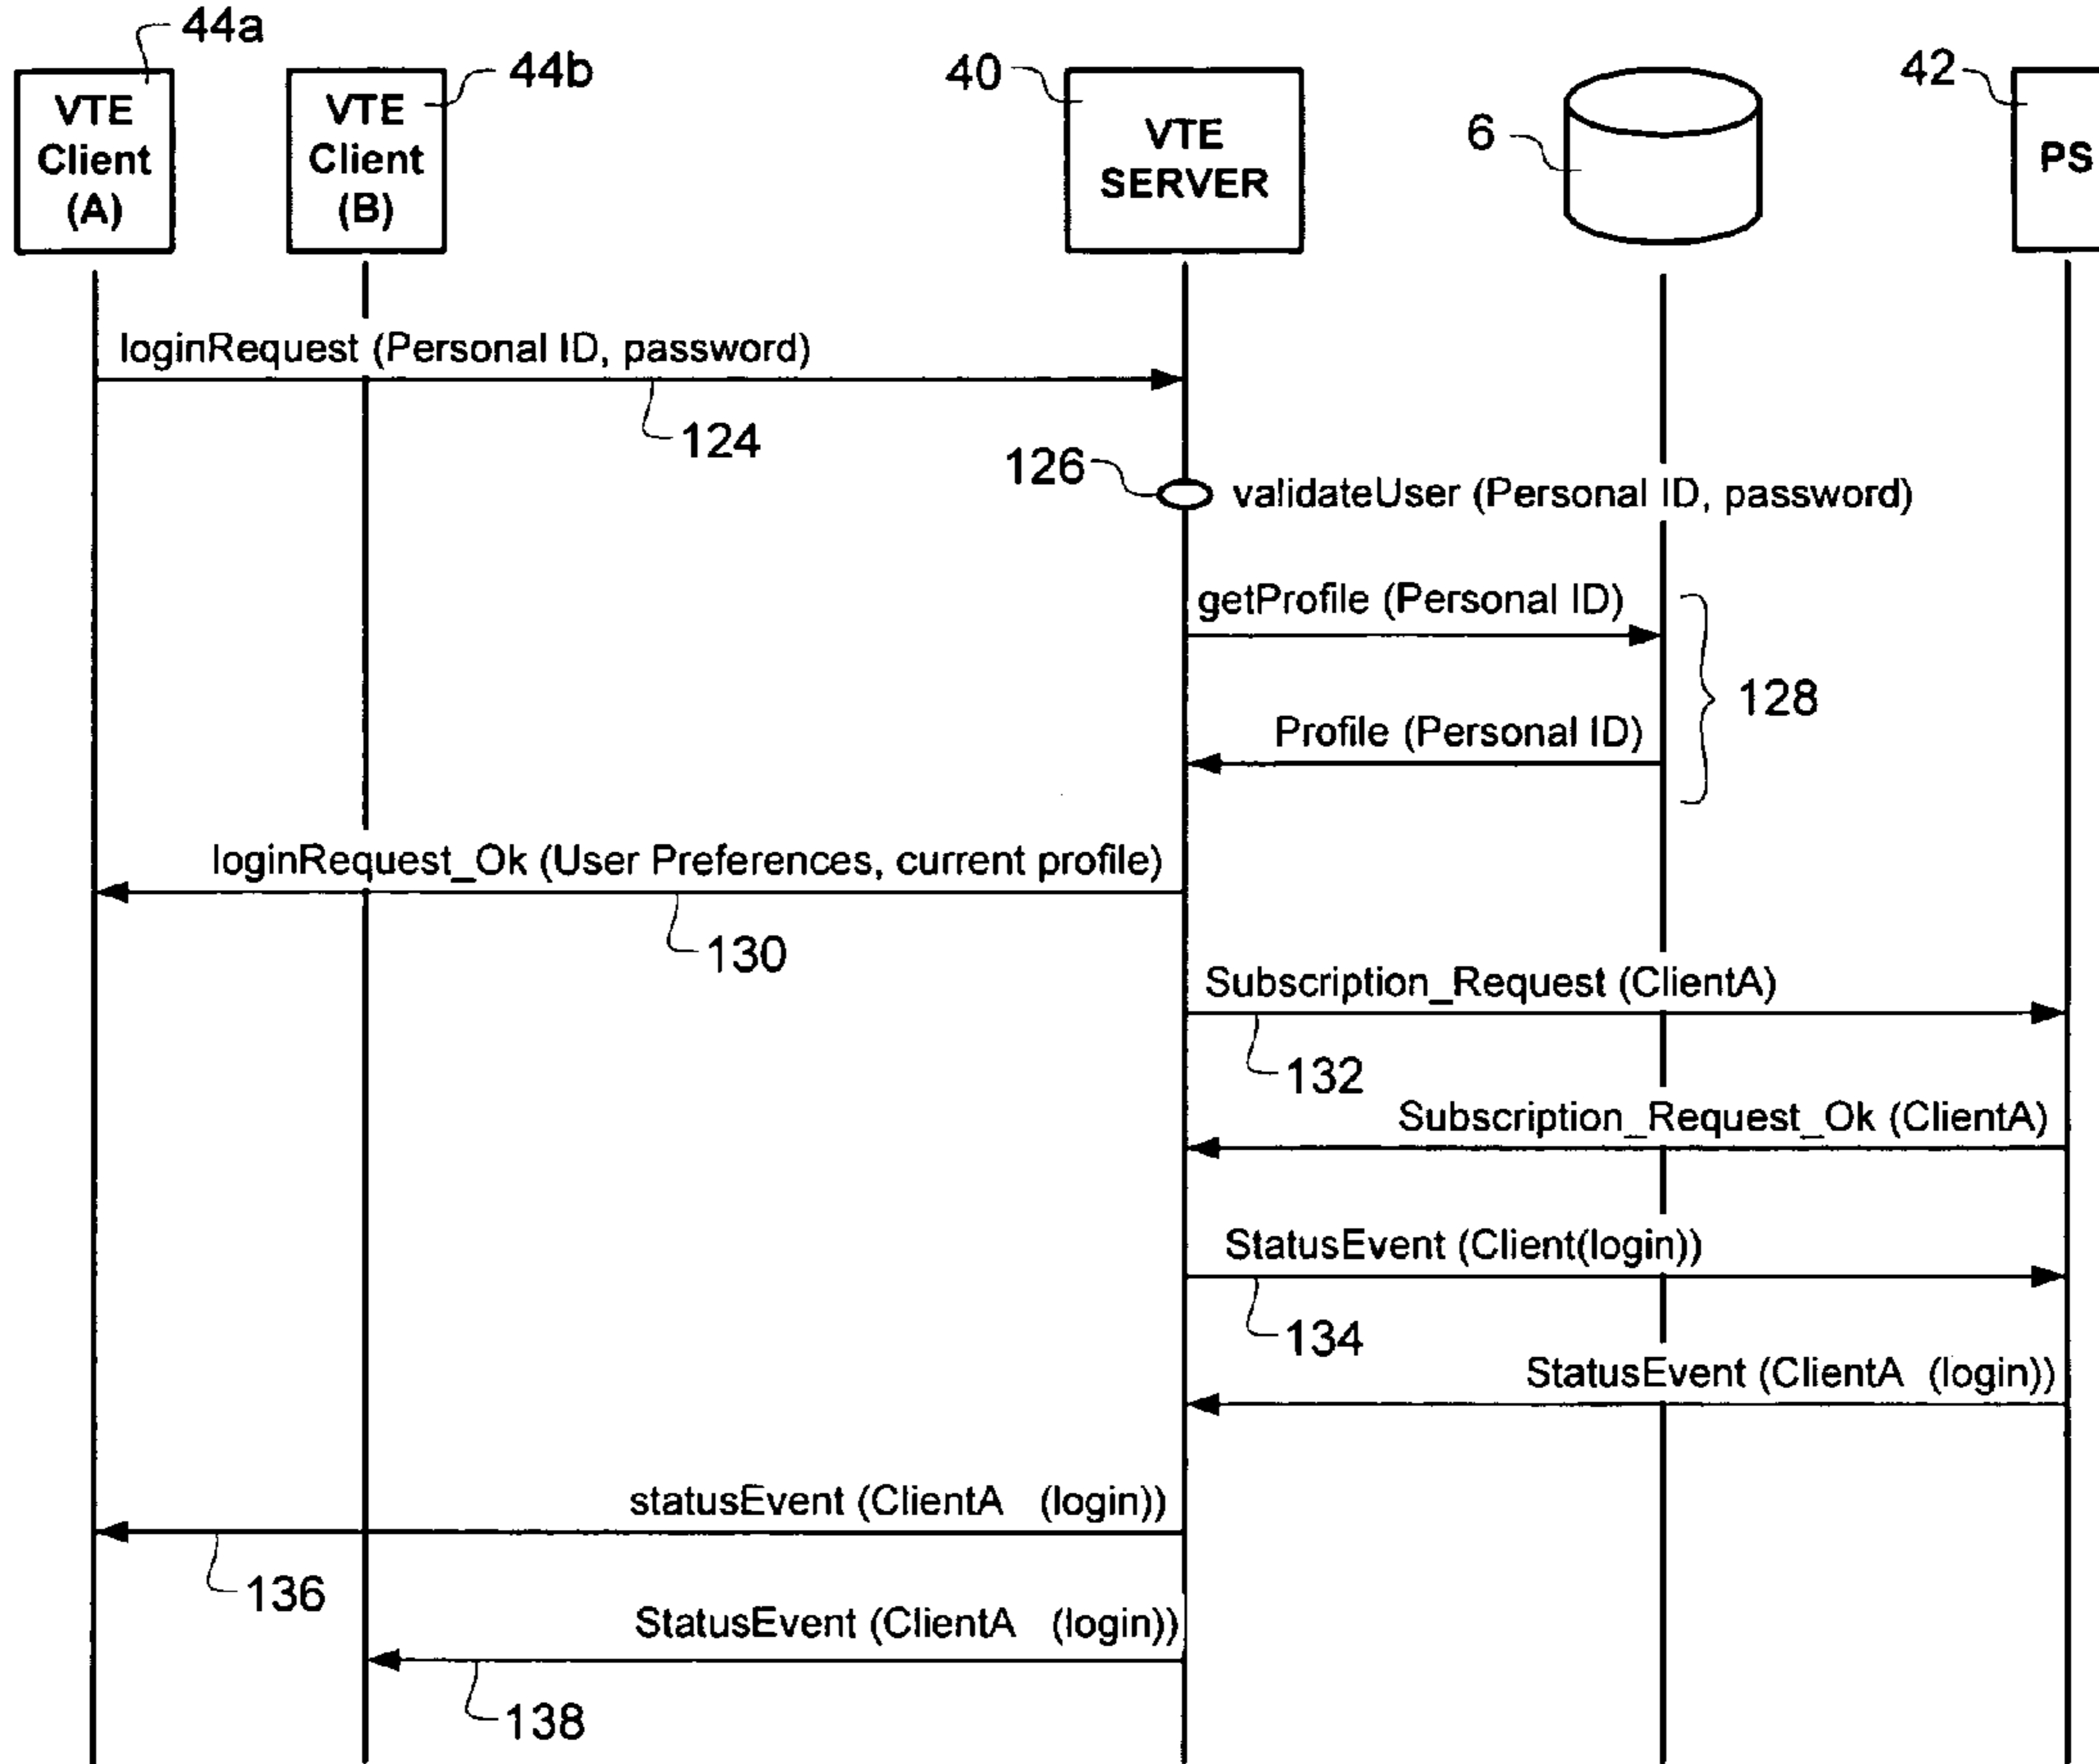 44a
44b
40
6
42
VTE
Client
(A)
VTE
Client
(B)
VTE
SERVER
PS
loginRequest (Personal ID, password)
124
126
validateUser (Personal ID, password)
getProfile (Personal ID)
128
Profile (Personal ID)
loginRequest_Ok (User Preferences, current profile)
130
Subscription_Request (ClientA)
132
Subscription_Request_Ok (ClientA)
StatusEvent (Client(login))
134
StatusEvent (ClientA (login))
statusEvent (ClientA (login))
136
StatusEvent (ClientA (login))
138